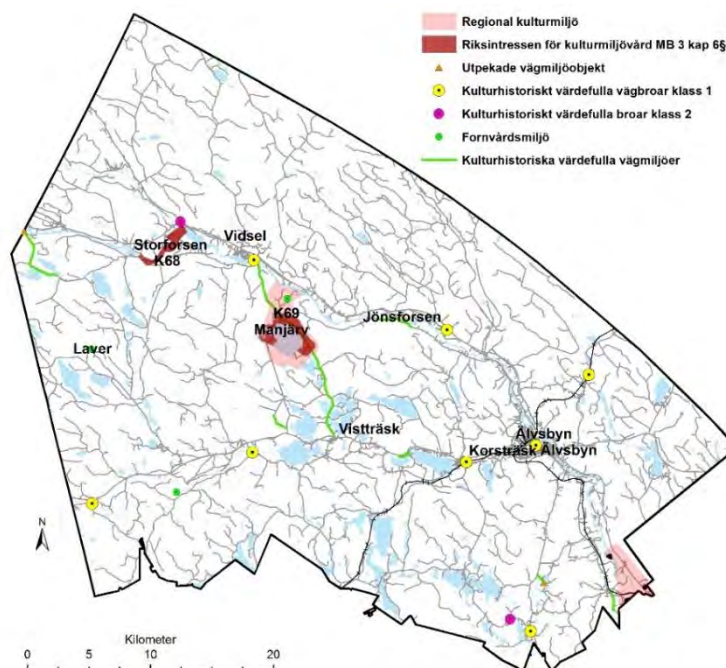 Regional kulturmiljö
Riksintressen för kulturmiljövård MB 3 kap 6§
Utpekade vägmiljöobjekt
Kulturhistoriskt värdefulla vägbroar klass 1
Kulturhistoriskt värdefulla broar klass 2
Fornvårdsmiljö
Kulturhistoriska värdefulla vägmiljöer
Storforsen
K68
Vidsel
K69
Manjärv
Jönsforsen
Laver
Vistträsk
Älvsbyn
Korsträsk Älvsbyn
N
Kilometer
0 5 10 20